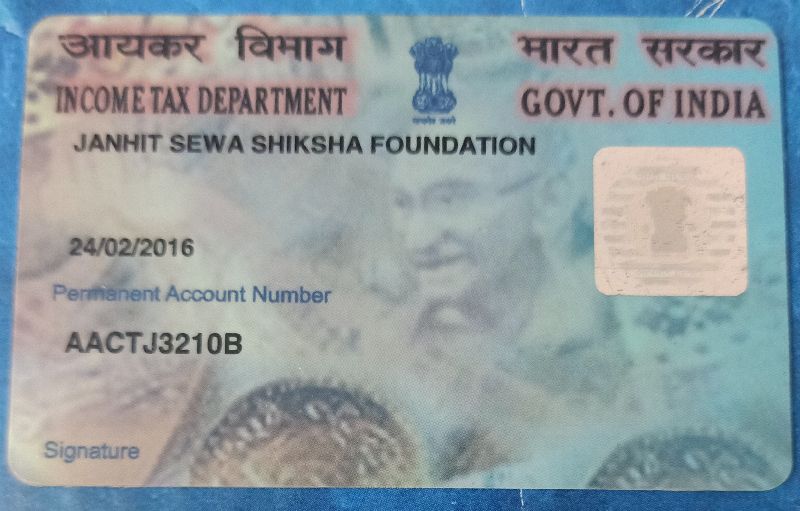 आयकर विभाग
INCOME TAX DEPARTMENT
भारत सरकार
GOVT. OF INDIA
JANHIT SEWA SHIKSHA FOUNDATION
24/02/2016
Permanent Account Number
AACTJ3210B
Signature